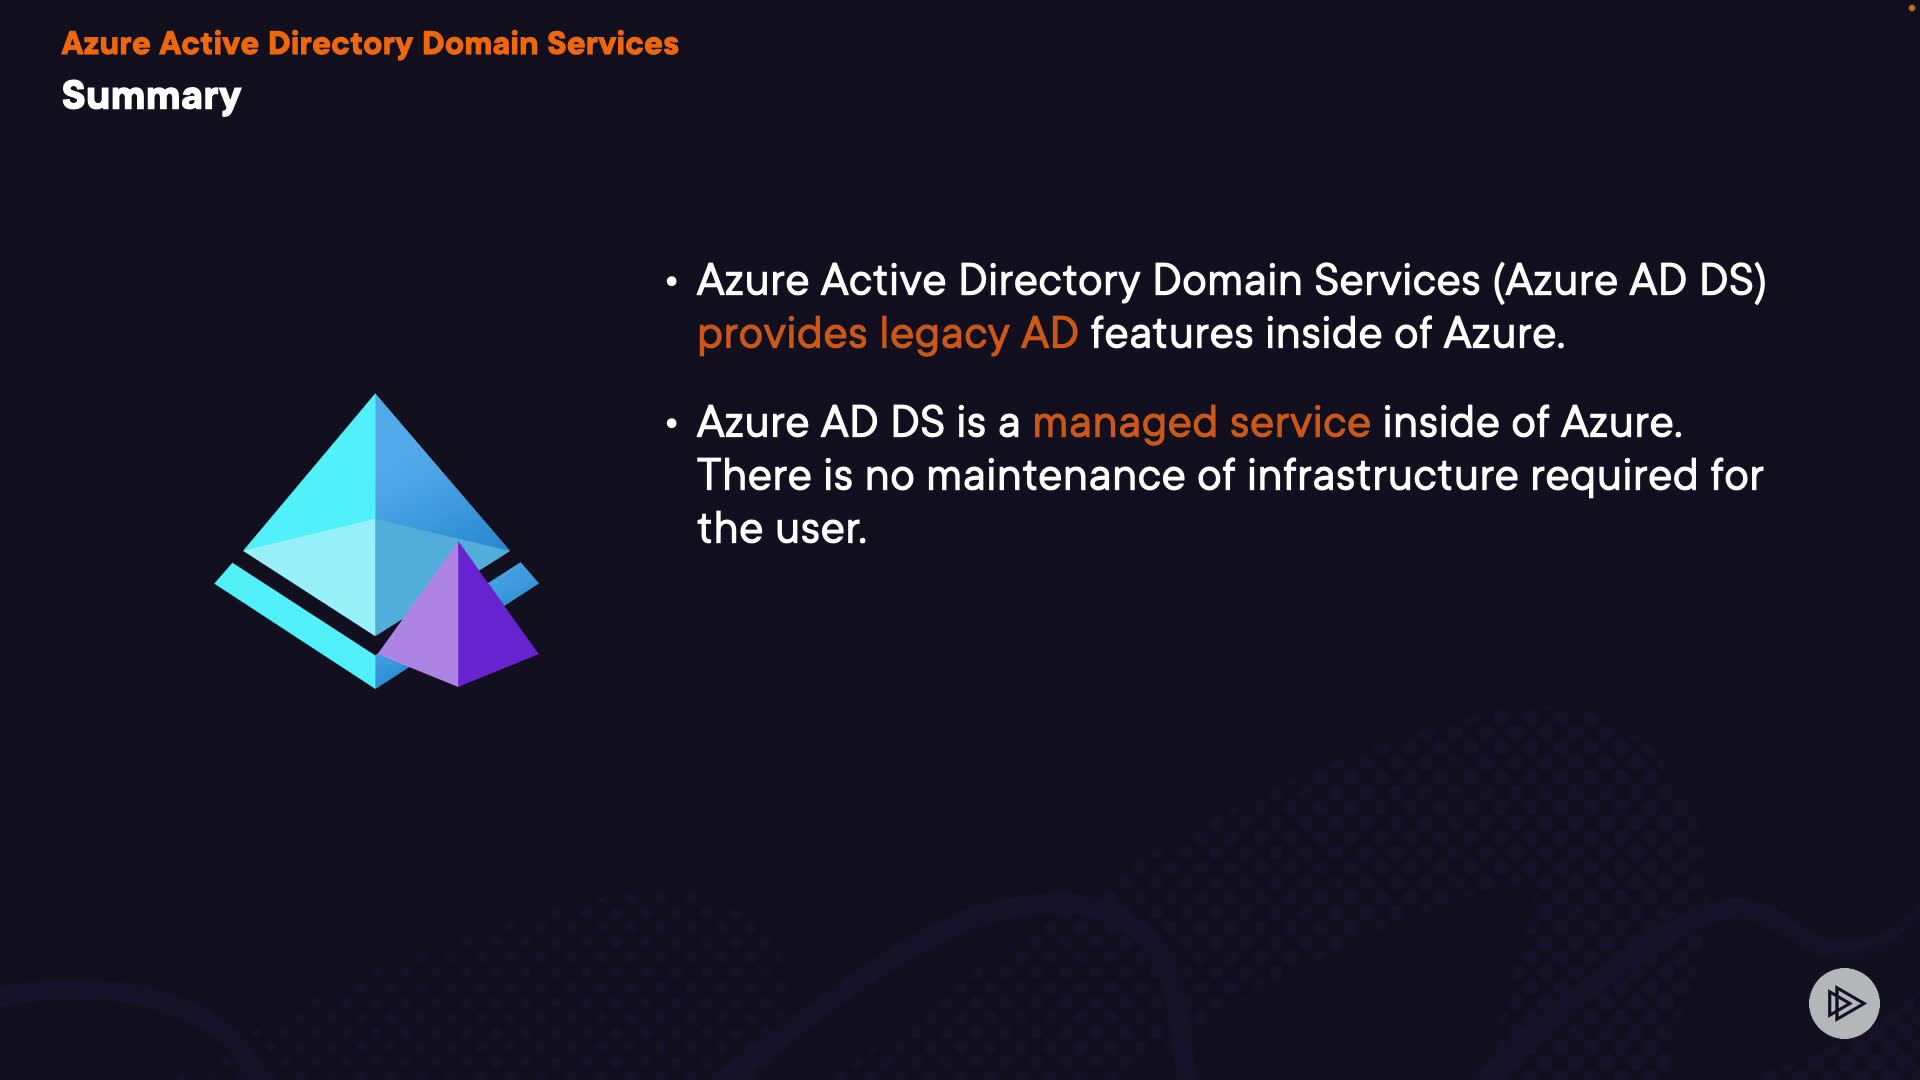 Azure Active Directory Domain Services
Summary
• Azure Active Directory Domain Services (Azure AD DS)
provides legacy AD features inside of Azure.
• Azure AD DS is a managed service inside of Azure.
There is no maintenance of infrastructure required for
the user.